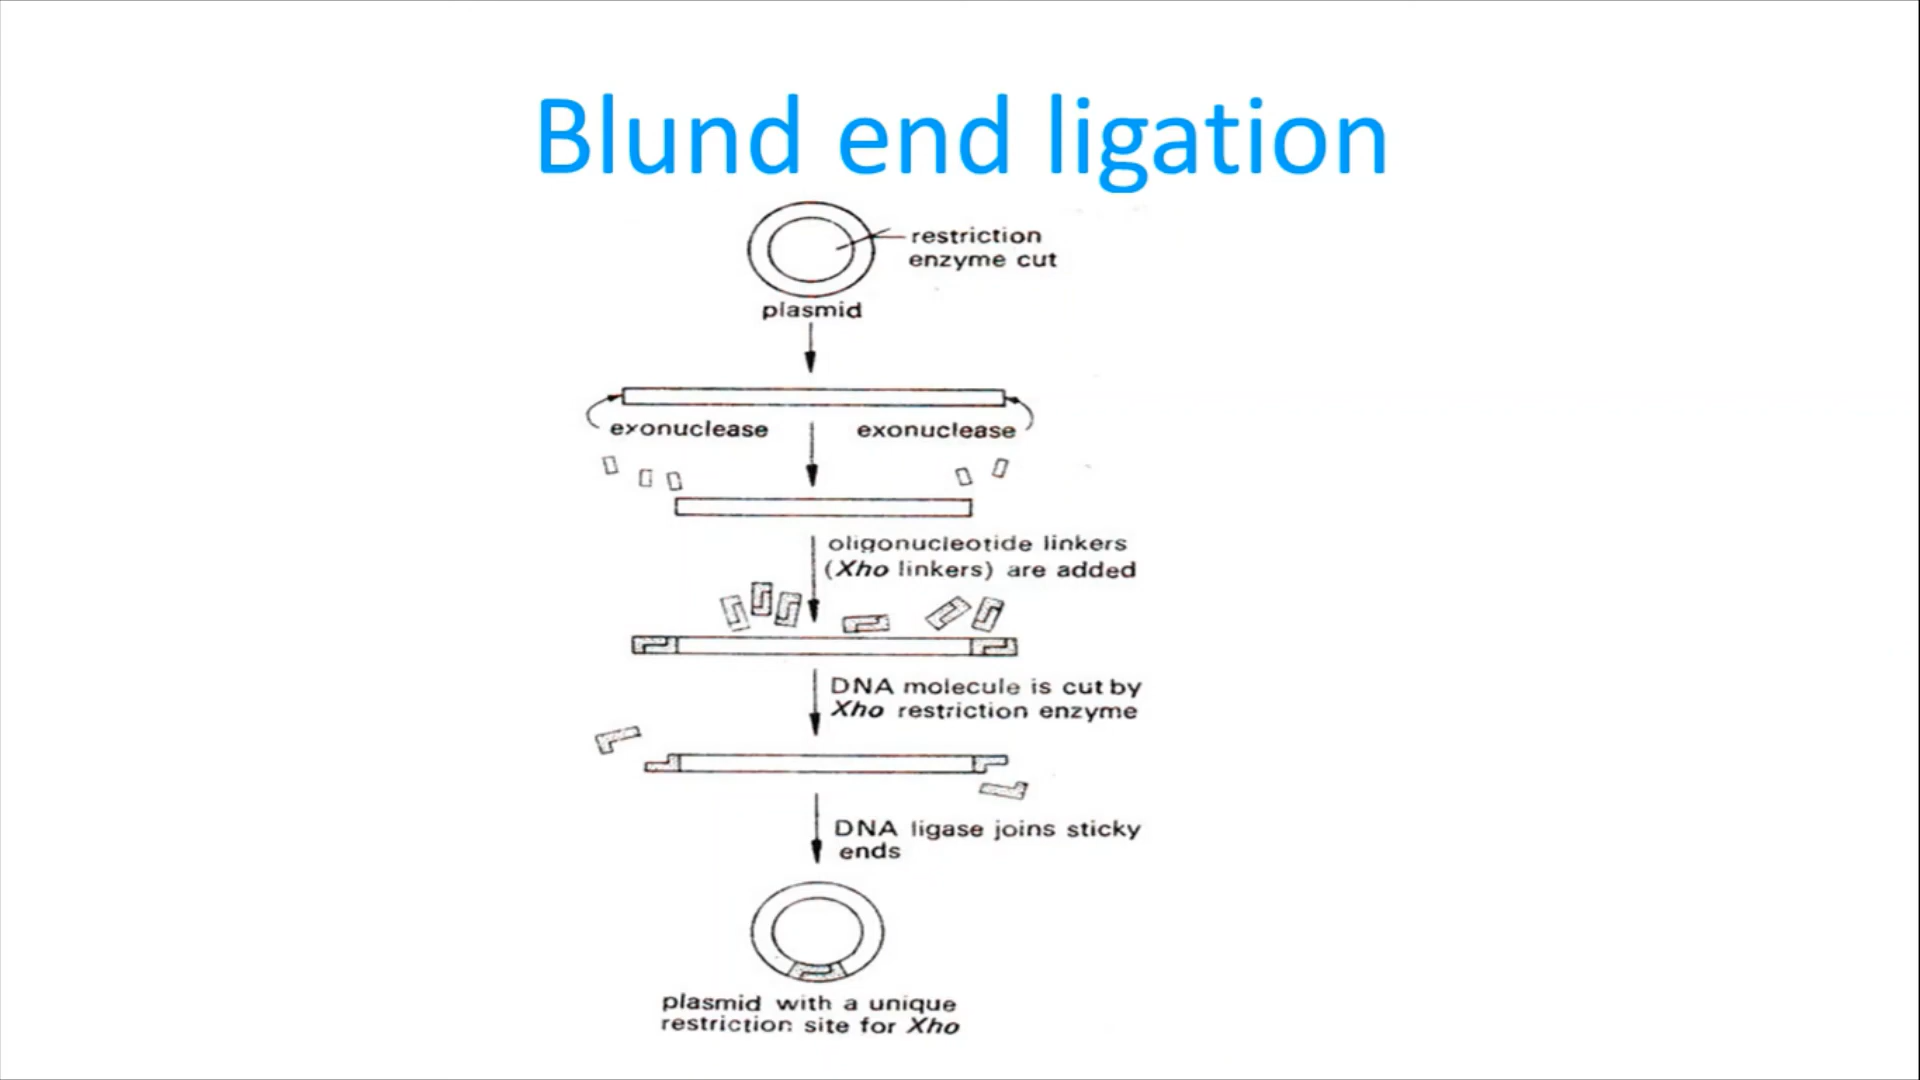 Blund end ligation
restriction
enzyme cut
plasmid
exonuclease
exonuclease
oligonucleotide linkers
(Xho linkers) are added
DNA molecule is cut by
Xho restriction enzyme
DNA ligase joins sticky
ends
plasmid with a unique
restriction site for Xho